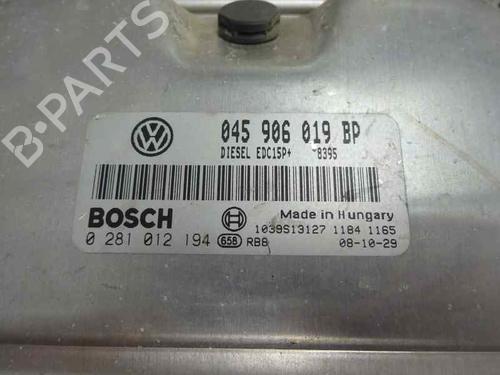 045 906 019 BP
DIESEL EDC15P+ -8395
BOSCH
Made in Hungary
0 281 012 194 658 RB8
1039S13127 1184 1165
08-10-29
B-PARTS